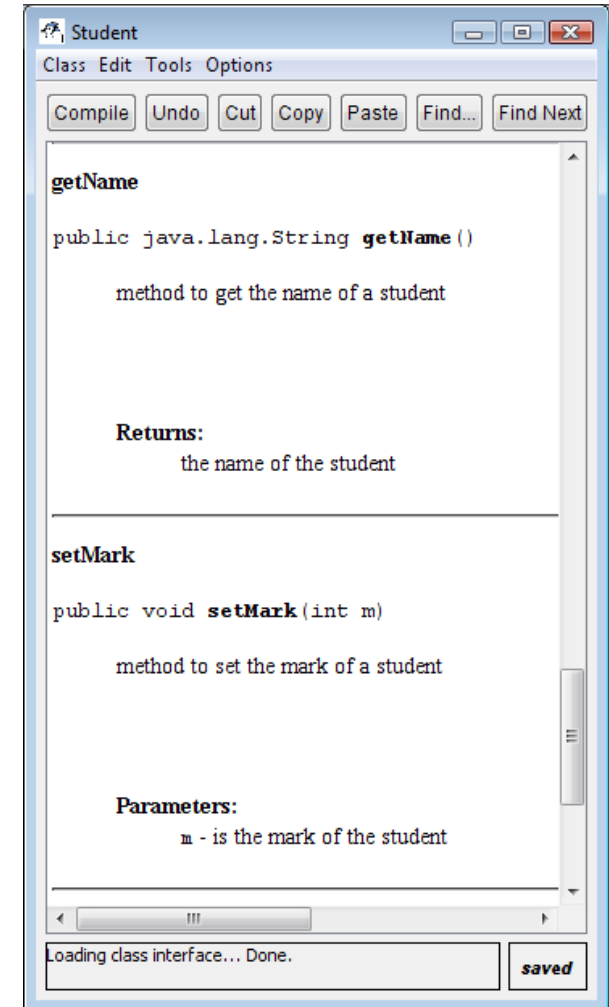 Student
Class Edit Tools Options
Compile Undo Cut Copy Paste Find... Find Next
getName
public java.lang.String getName()
method to get the name of a student
Returns:
the name of the student
setMark
public void setMark(int m)
method to set the mark of a student
Parameters:
m - is the mark of the student
Loading class interface... Done.
saved